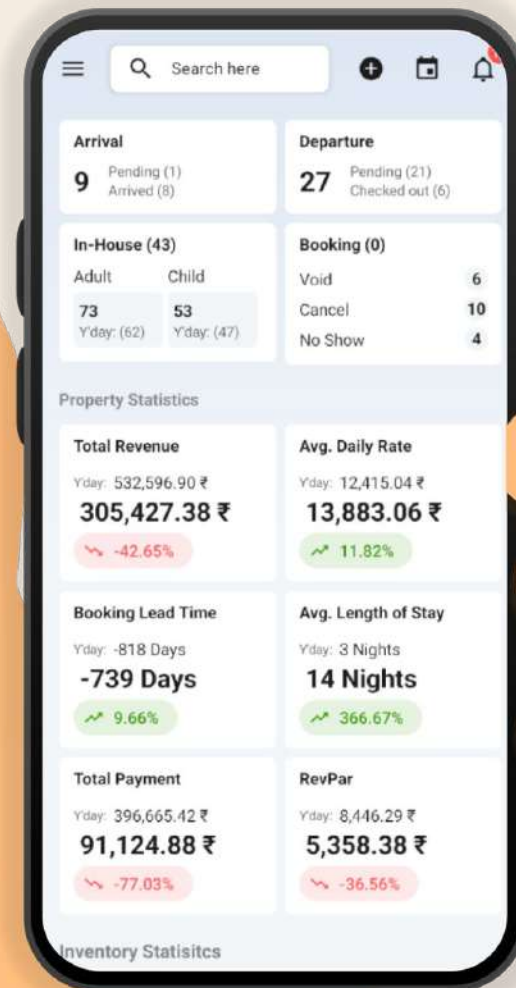 Search here
Arrival
9
Pending (1)
Arrived (8)
Departure
27
Pending (21)
Checked out (6)
In-House (43)
Adult Child
73 53
Y'day: (62) Y'day: (47)
Booking (0)
Void 6
Cancel 10
No Show 4
Property Statistics
Total Revenue
Y'day: 532,596.90 ₹
305,427.38 ₹
-42.65%
Avg. Daily Rate
Y'day: 12,415.04 ₹
13,883.06 ₹
11.82%
Booking Lead Time
Y'day: -818 Days
-739 Days
9.66%
Avg. Length of Stay
Y'day: 3 Nights
14 Nights
366.67%
Total Payment
Y'day: 396,665.42 ₹
91,124.88 ₹
-77.03%
RevPar
Y'day: 8,446.29 ₹
5,358.38 ₹
-36.56%
Inventory Statisitcs